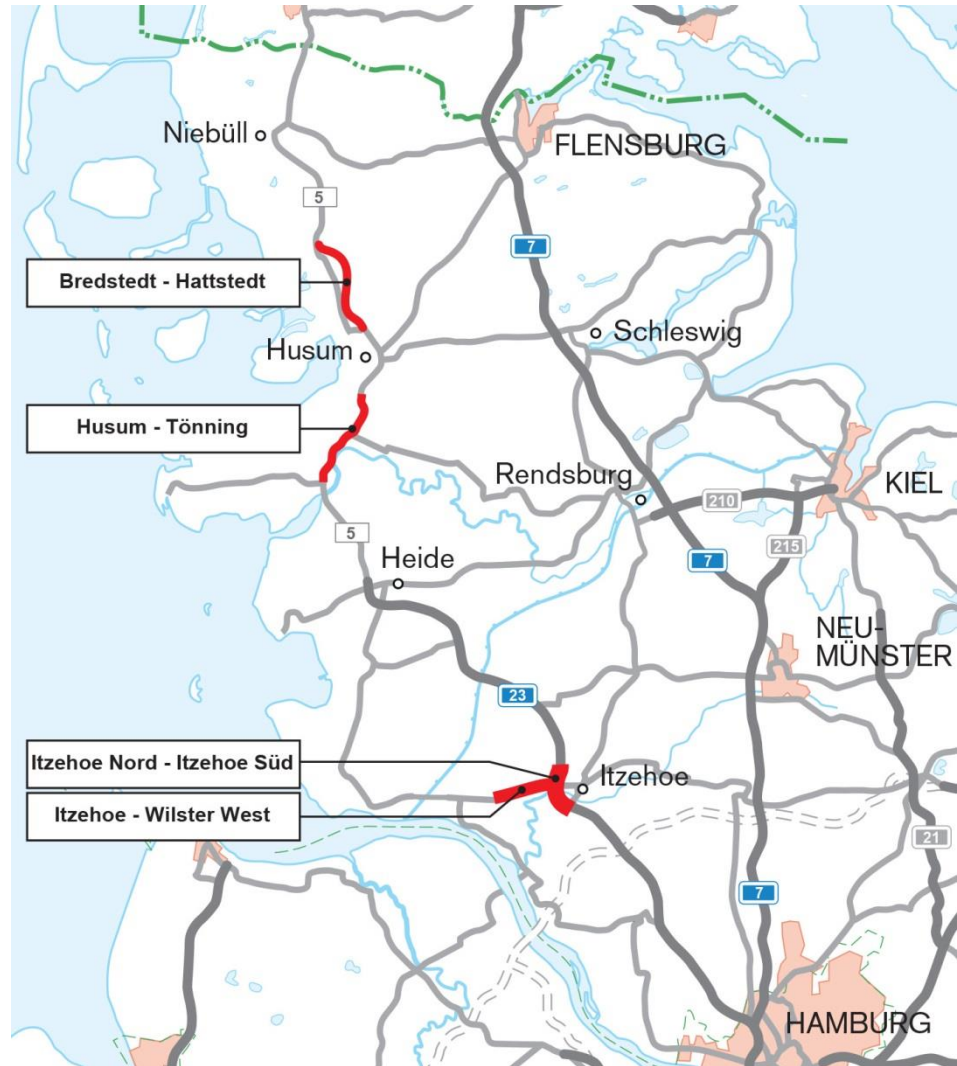 Niebüll
FLENSBURG
5
7
Bredstedt - Hattstedt
Schleswig
Husum
Husum - Tönning
Rendsburg
210
KIEL
5
215
7
Heide
NEU-
MÜNSTER
23
Itzehoe Nord - Itzehoe Süd
Itzehoe
Itzehoe - Wilster West
21
7
HAMBURG